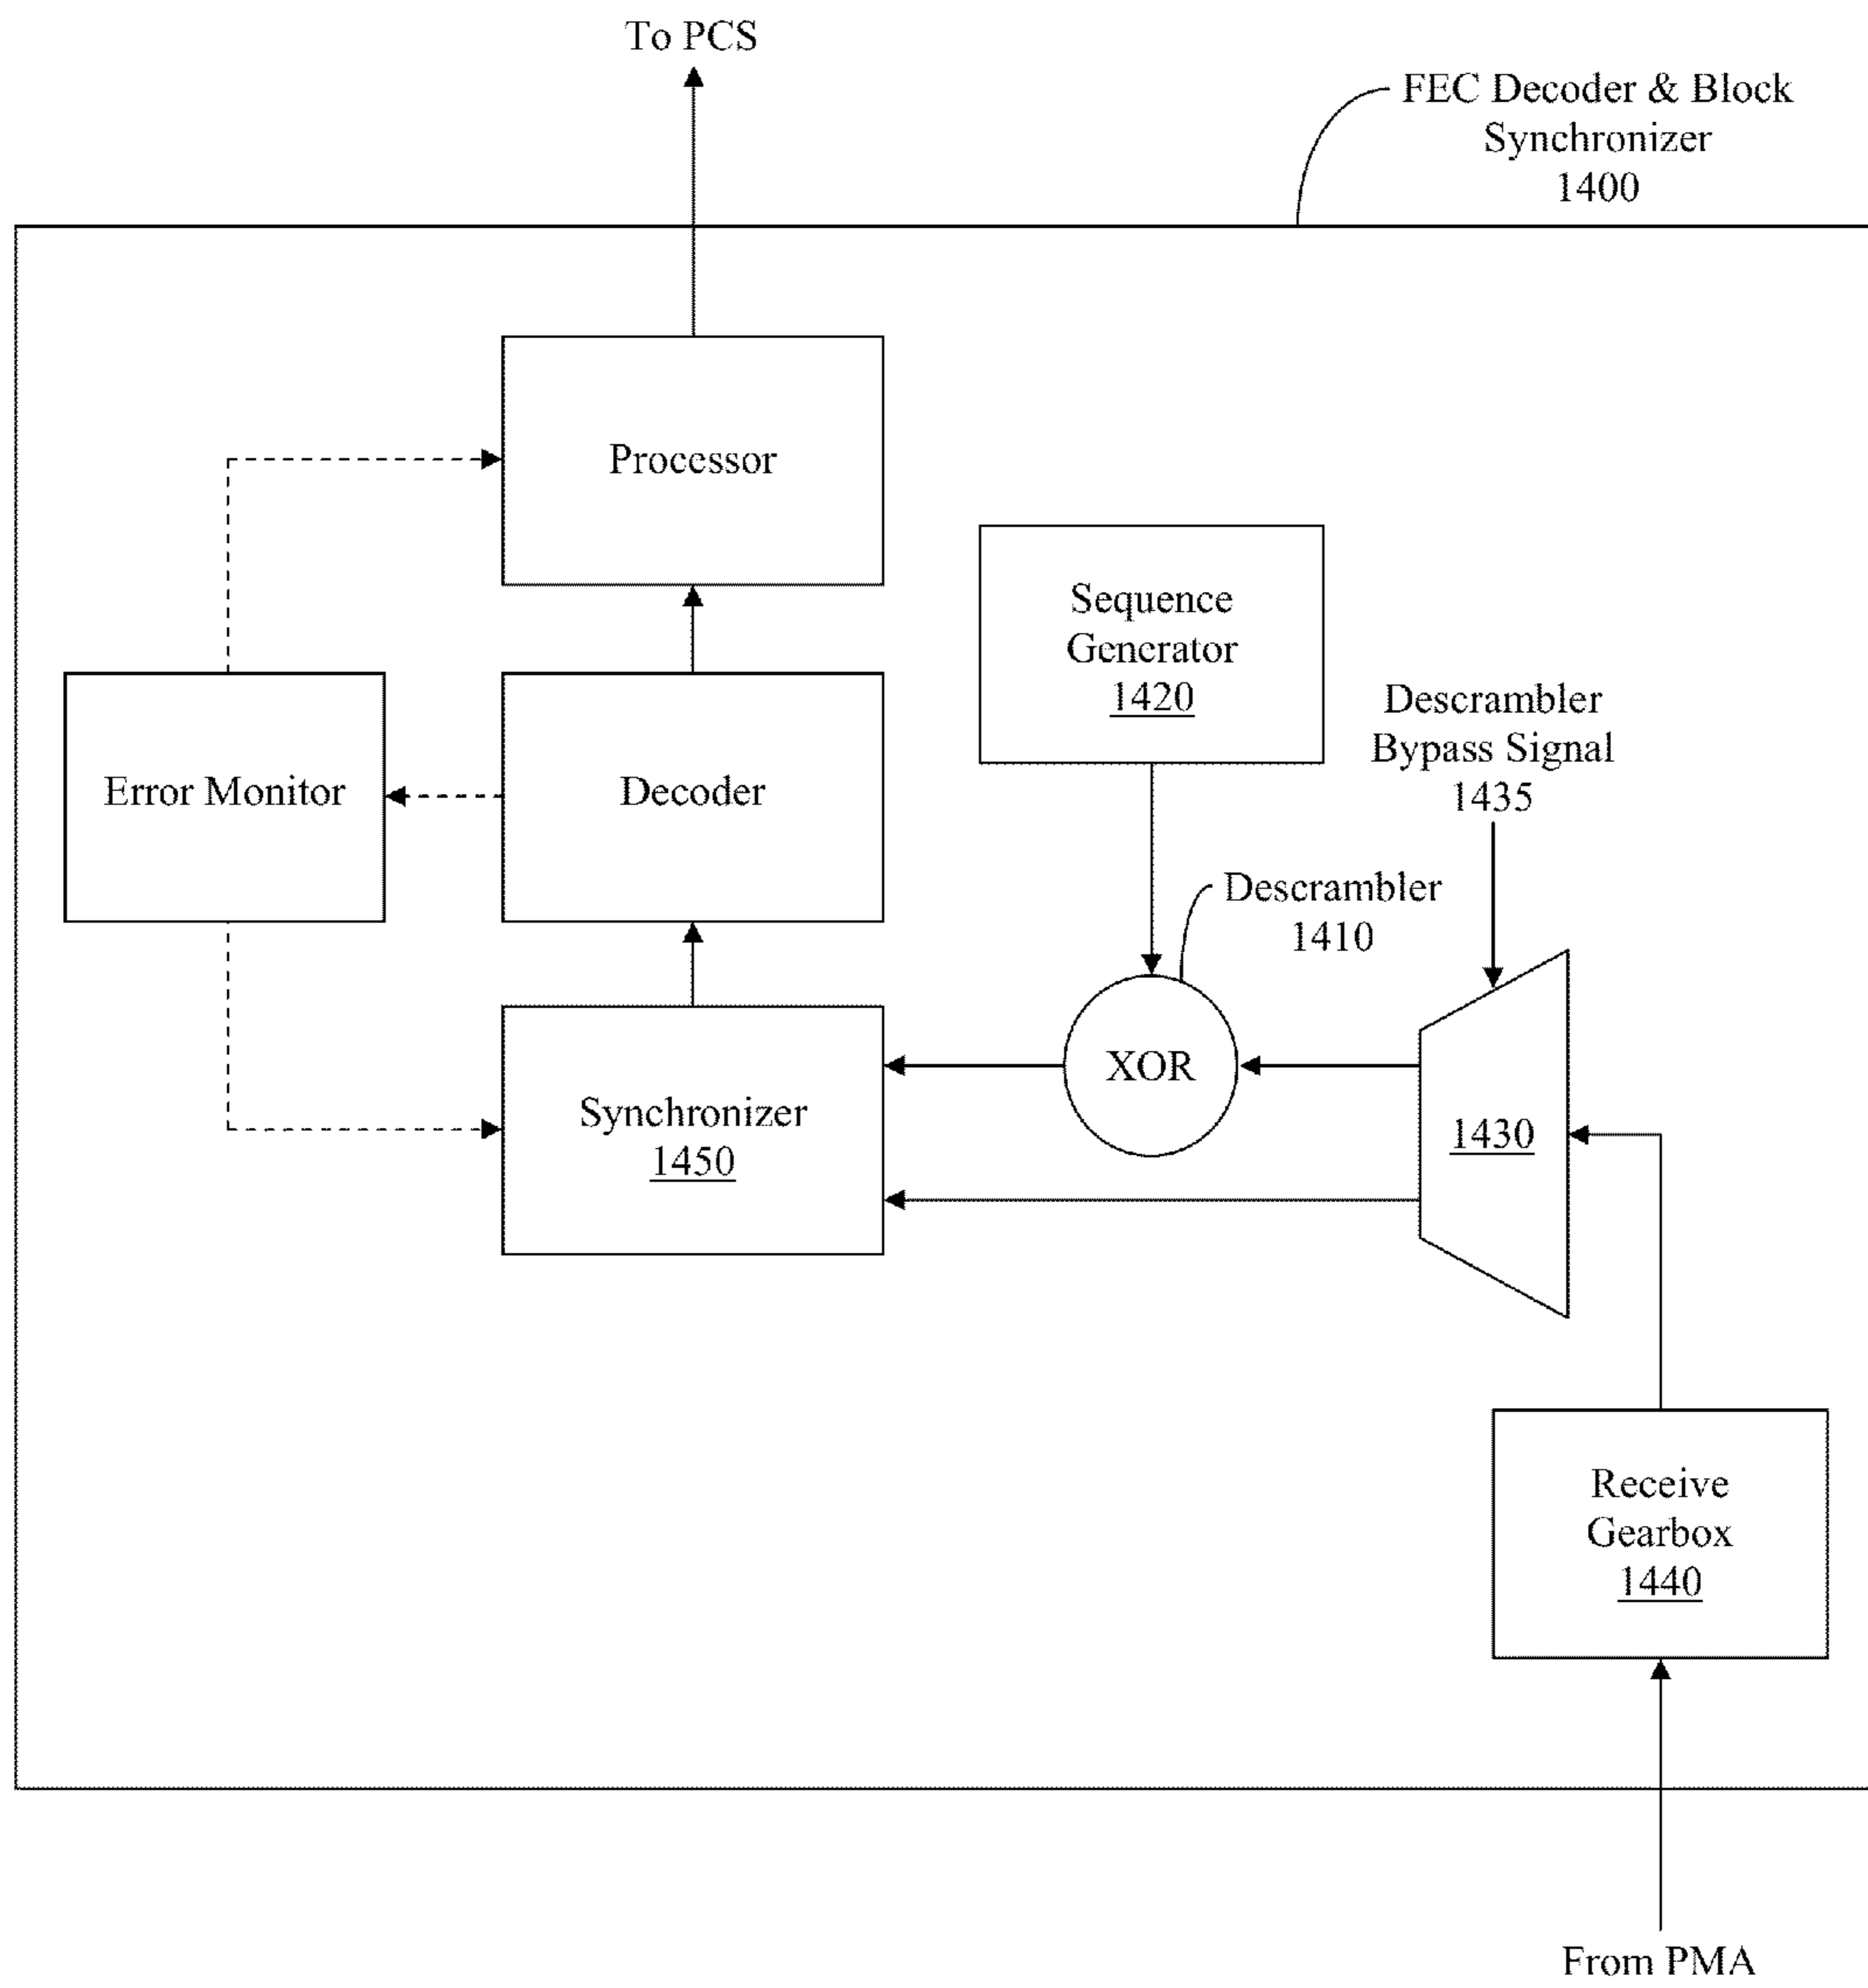 To PCS
FEC Decoder & Block
Synchronizer
1400
Processor
Sequence
Generator
1420
Descrambler
Bypass Signal
1435
Error Monitor
Decoder
Descrambler
1410
XOR
Synchronizer
1450
1430
Receive
Gearbox
1440
From PMA